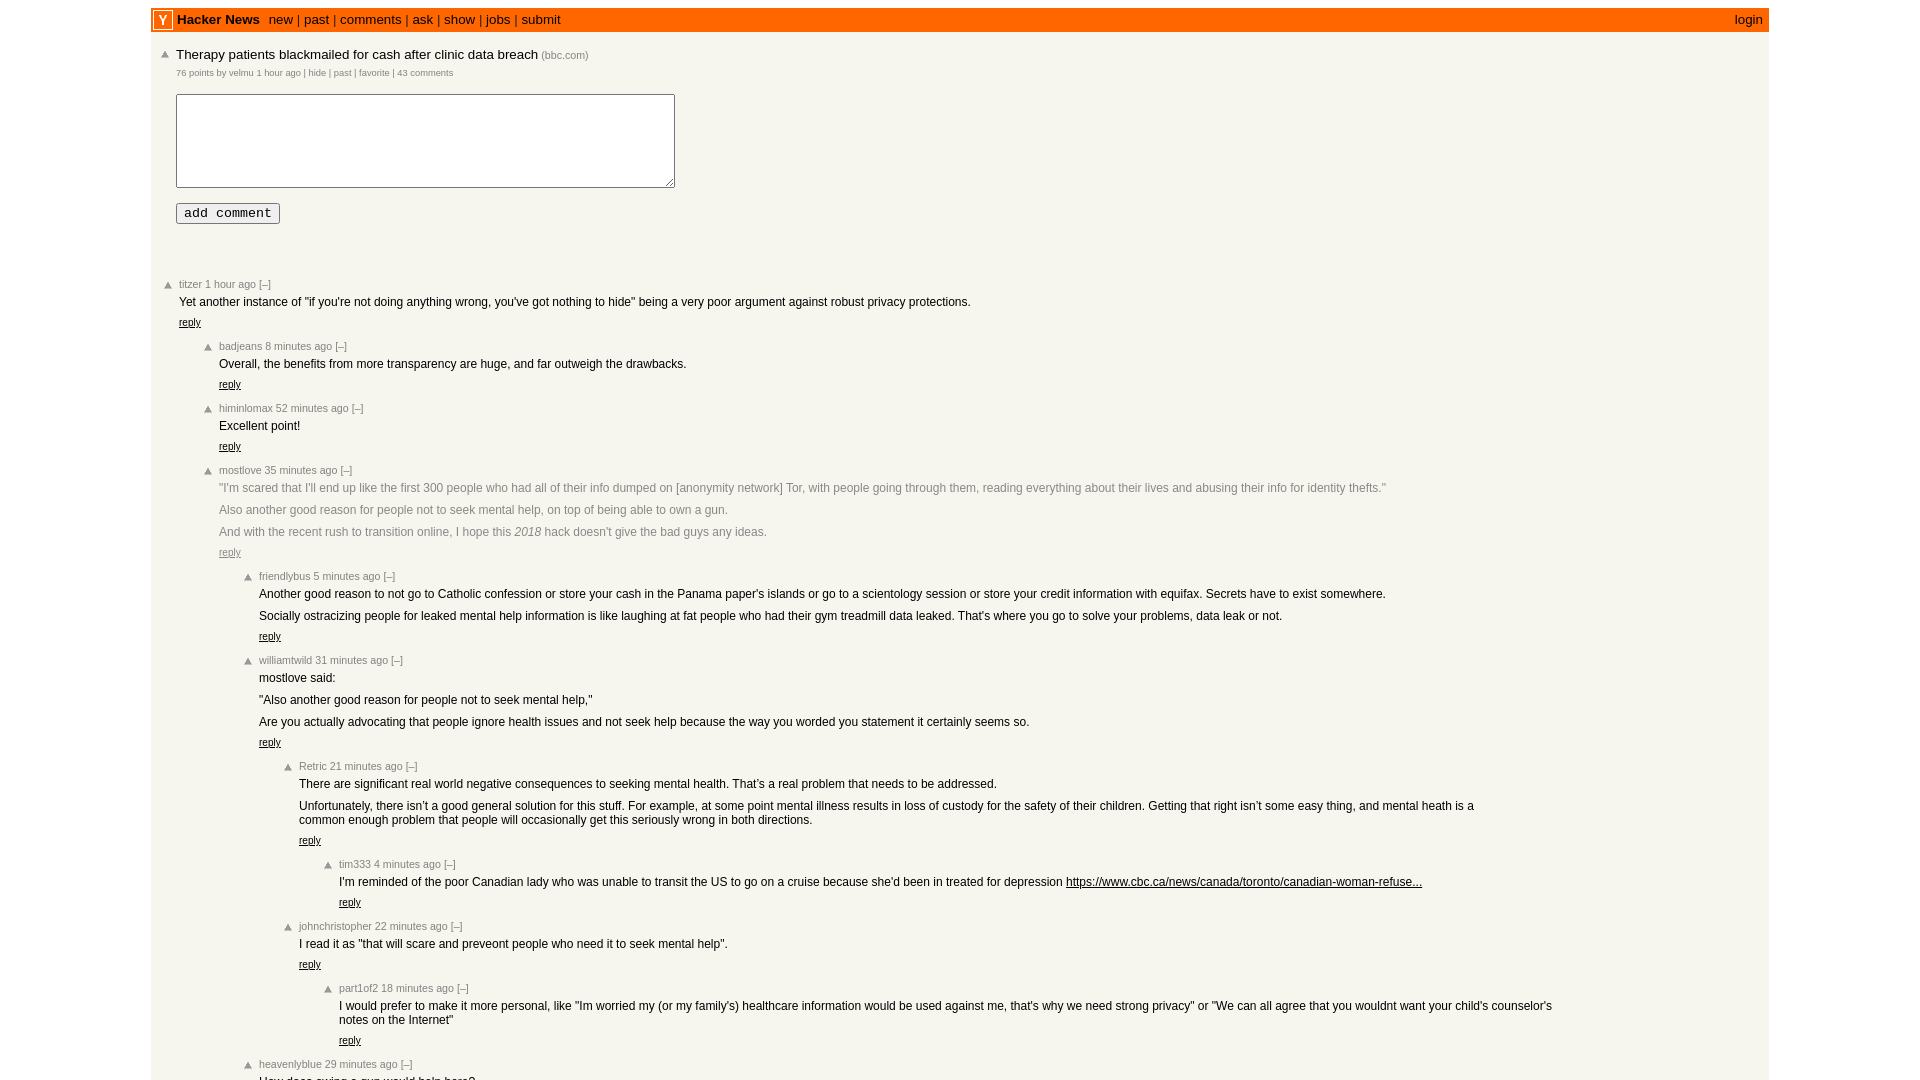 Y Hacker News new | past | comments | ask | show | jobs | submit login
Therapy patients blackmailed for cash after clinic data breach (bbc.com)
76 points by velmu 1 hour ago | hide | past | favorite | 43 comments
add comment
titzer 1 hour ago [–]
Yet another instance of "if you're not doing anything wrong, you've got nothing to hide" being a very poor argument against robust privacy protections.
reply
badjeans 8 minutes ago [–]
Overall, the benefits from more transparency are huge, and far outweigh the drawbacks.
reply
himinlomax 52 minutes ago [–]
Excellent point!
reply
mostlove 35 minutes ago [–]
"I'm scared that I'll end up like the first 300 people who had all of their info dumped on [anonymity network] Tor, with people going through them, reading everything about their lives and abusing their info for identity thefts."
Also another good reason for people not to seek mental help, on top of being able to own a gun.
And with the recent rush to transition online, I hope this 2018 hack doesn't give the bad guys any ideas.
reply
friendlybus 5 minutes ago [–]
Another good reason to not go to Catholic confession or store your cash in the Panama paper's islands or go to a scientology session or store your credit information with equifax. Secrets have to exist somewhere.
Socially ostracizing people for leaked mental help information is like laughing at fat people who had their gym treadmill data leaked. That's where you go to solve your problems, data leak or not.
reply
williamtwild 31 minutes ago [–]
mostlove said:
"Also another good reason for people not to seek mental help,"
Are you actually advocating that people ignore health issues and not seek help because the way you worded you statement it certainly seems so.
reply
Retric 21 minutes ago [–]
There are significant real world negative consequences to seeking mental health. That’s a real problem that needs to be addressed.
Unfortunately, there isn’t a good general solution for this stuff. For example, at some point mental illness results in loss of custody for the safety of their children. Getting that right isn’t some easy thing, and mental heath is a
common enough problem that people will occasionally get this seriously wrong in both directions.
reply
tim333 4 minutes ago [–]
I'm reminded of the poor Canadian lady who was unable to transit the US to go on a cruise because she'd been in treated for depression https://www.cbc.ca/news/canada/toronto/canadian-woman-refuse...
reply
johnchristopher 22 minutes ago [–]
I read it as "that will scare and preveont people who need it to seek mental help".
reply
part1of2 18 minutes ago [–]
I would prefer to make it more personal, like "Im worried my (or my family's) healthcare information would be used against me, that's why we need strong privacy" or "We can all agree that you wouldnt want your child's counselor's
notes on the Internet"
reply
heavenlyblue 29 minutes ago [–]
How does owing a gun would help here?